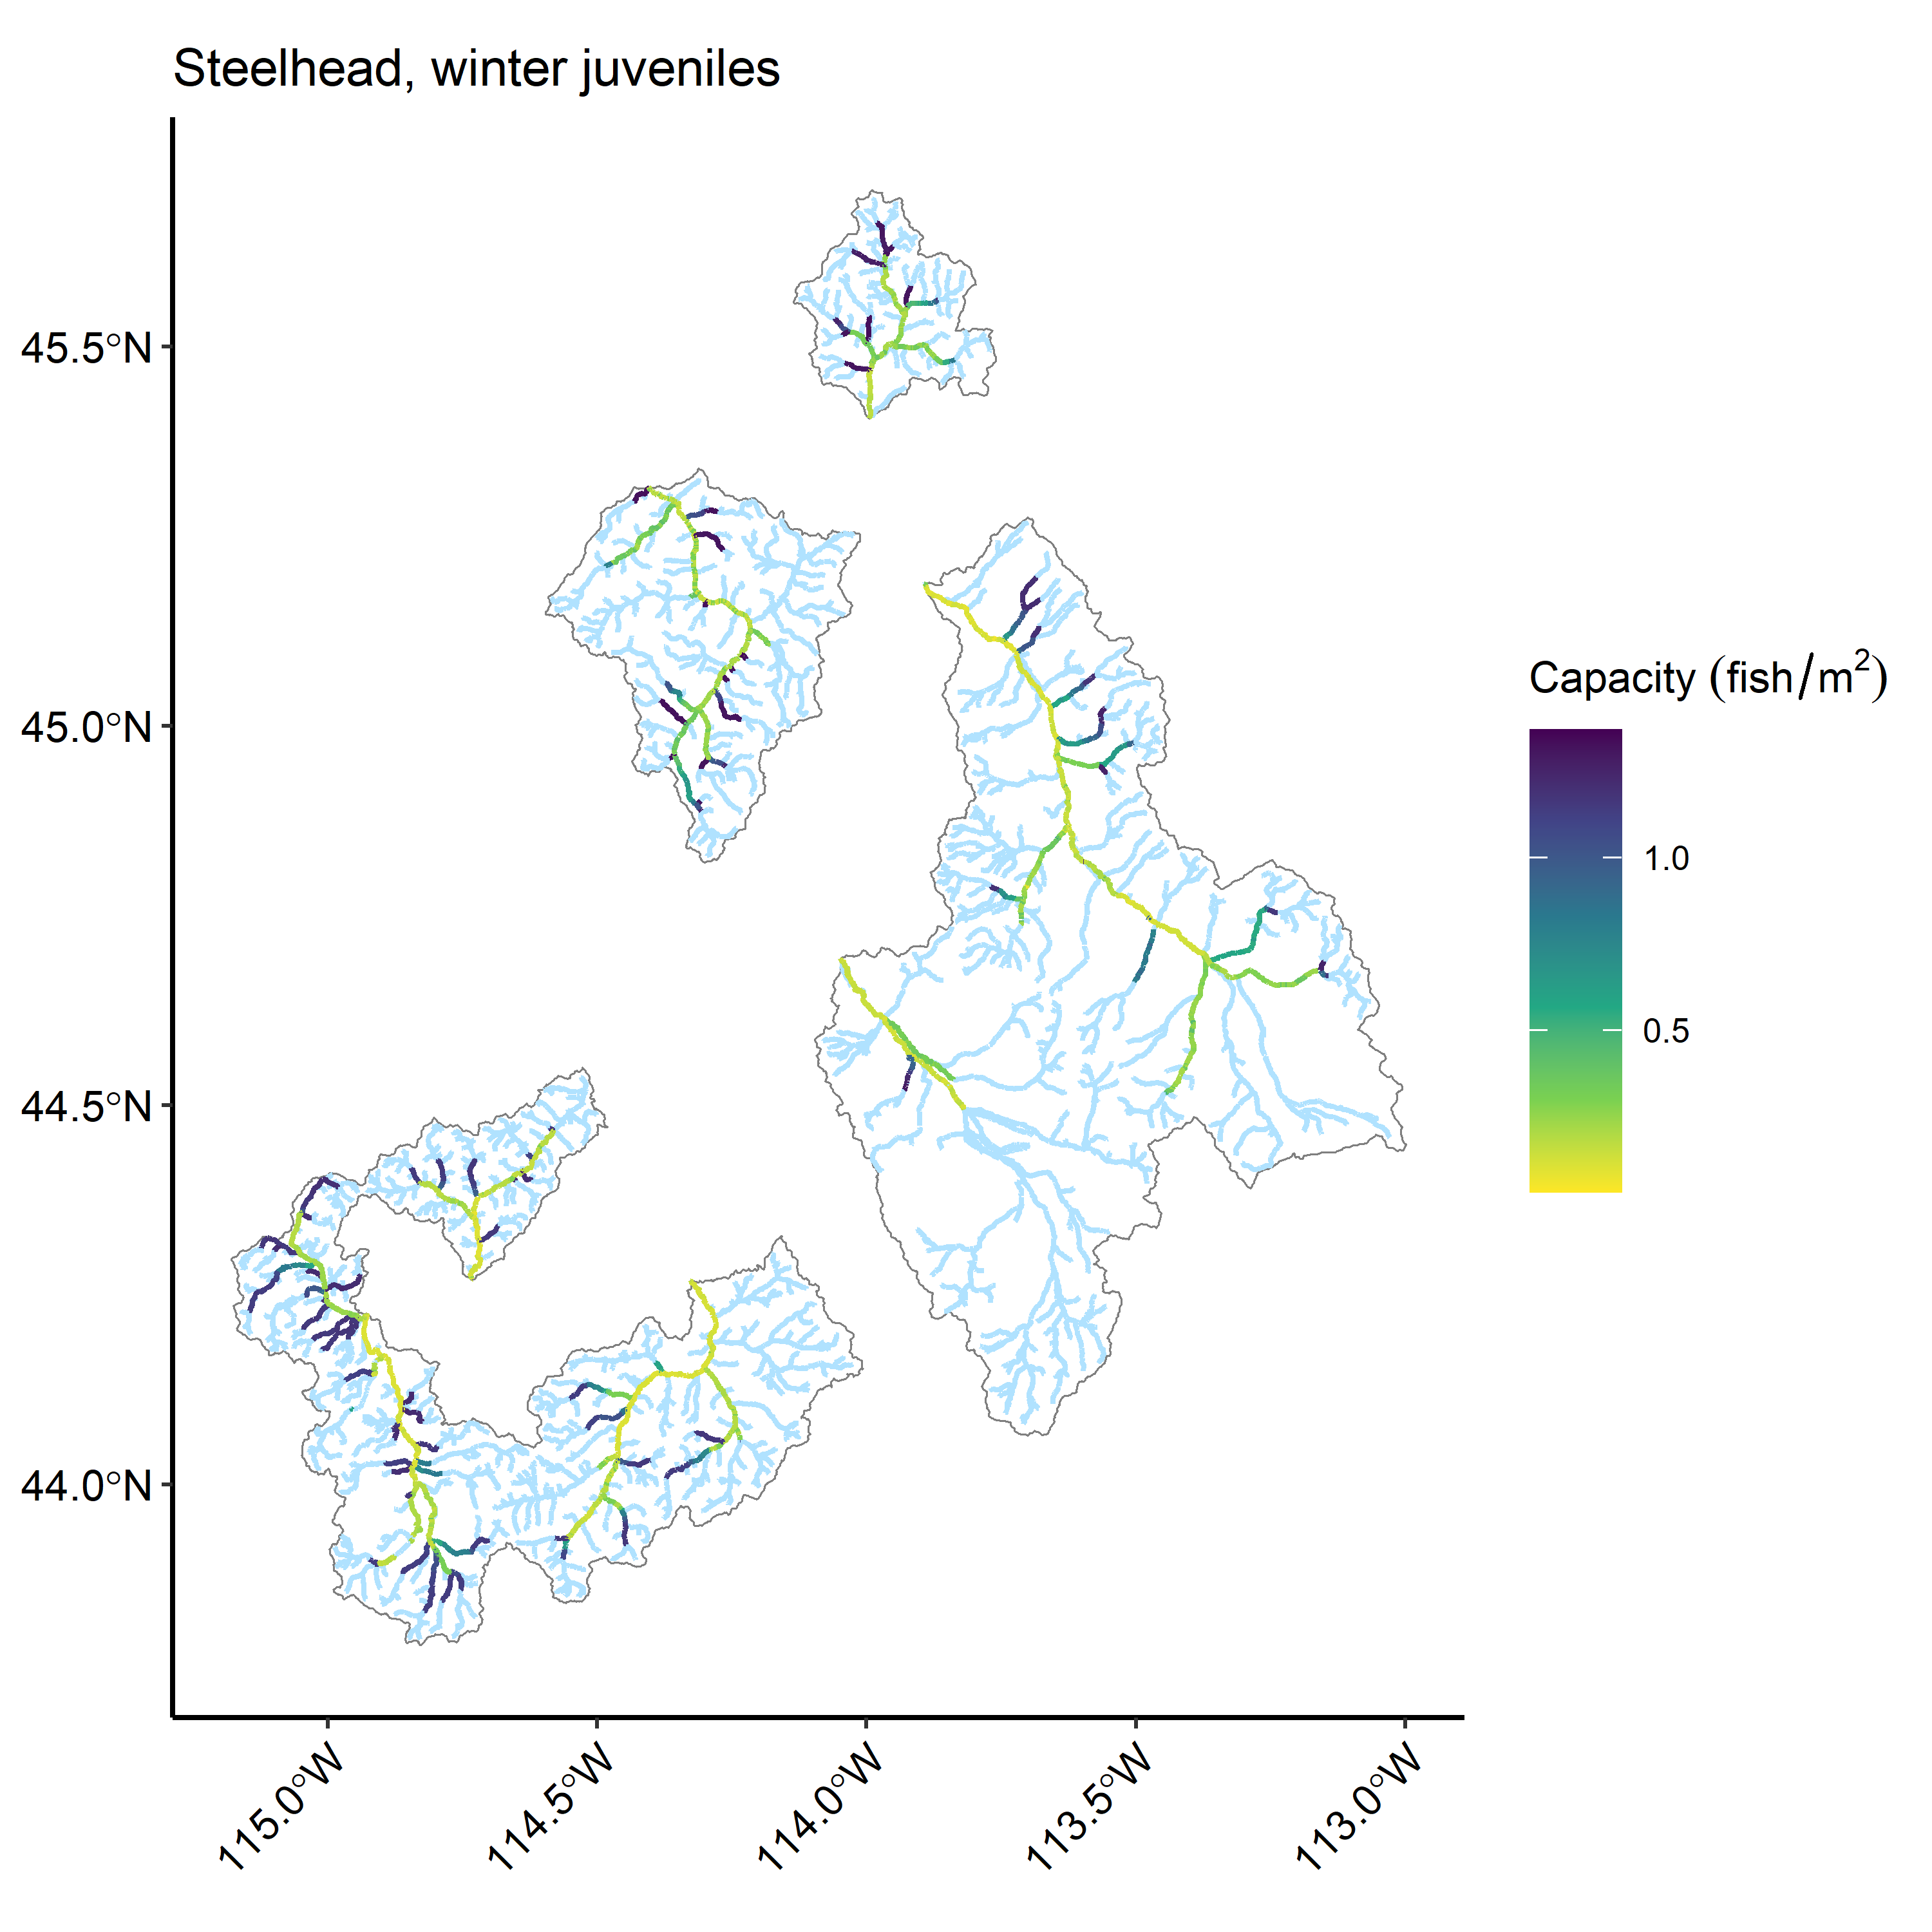 Steelhead, winter juveniles
45.5°N
45.0°N
44.5°N
44.0°N
115.0°W
114.5°W
114.0°W
113.5°W
113.0°W
Capacity (fish/m²)
1.0
0.5